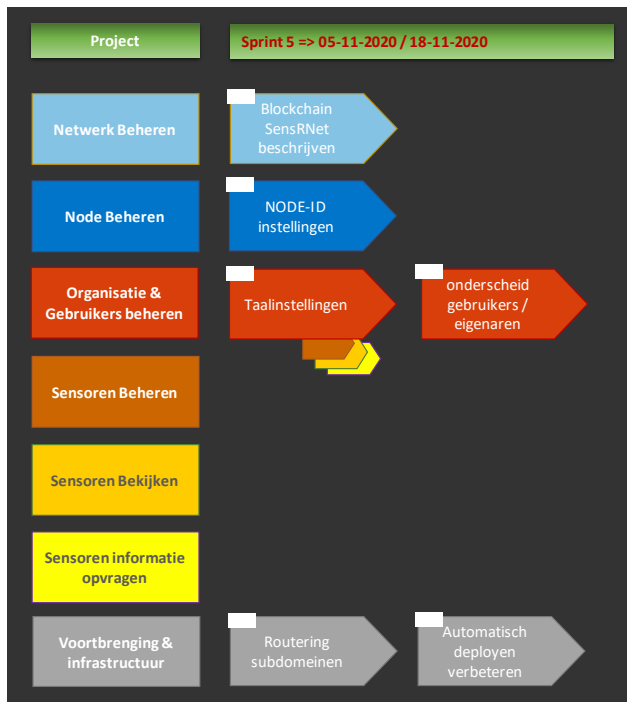 Project
Sprint 5 => 05-11-2020 / 18-11-2020
Netwerk Beheren
Blockchain
SensRNet
beschrijven
Node Beheren
NODE-ID
instellingen
Organisatie &
Gebruikers beheren
Taalinstellingen
onderscheid
gebruikers /
eigenaren
Sensoren Beheren
Sensoren Bekijken
Sensoren informatie
opvragen
Voortbrenging &
infrastructuur
Routering
subdomeinen
Automatisch
deployen
verbeteren